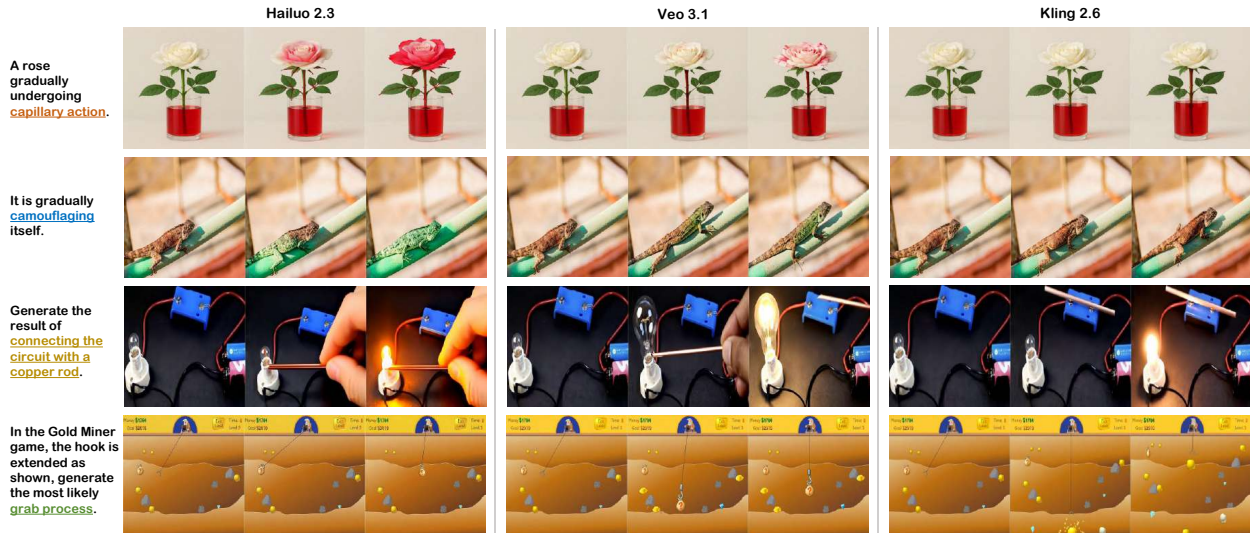 Hailuo 2.3
Veo 3.1
Kling 2.6
A rose
gradually
undergoing
capillary action.
It is gradually
camouflaging
itself.
Generate the
result of
connecting the
circuit with a
copper rod.
In the Gold Miner
game, the hook is
extended as
shown, generate
the most likely
grab process.